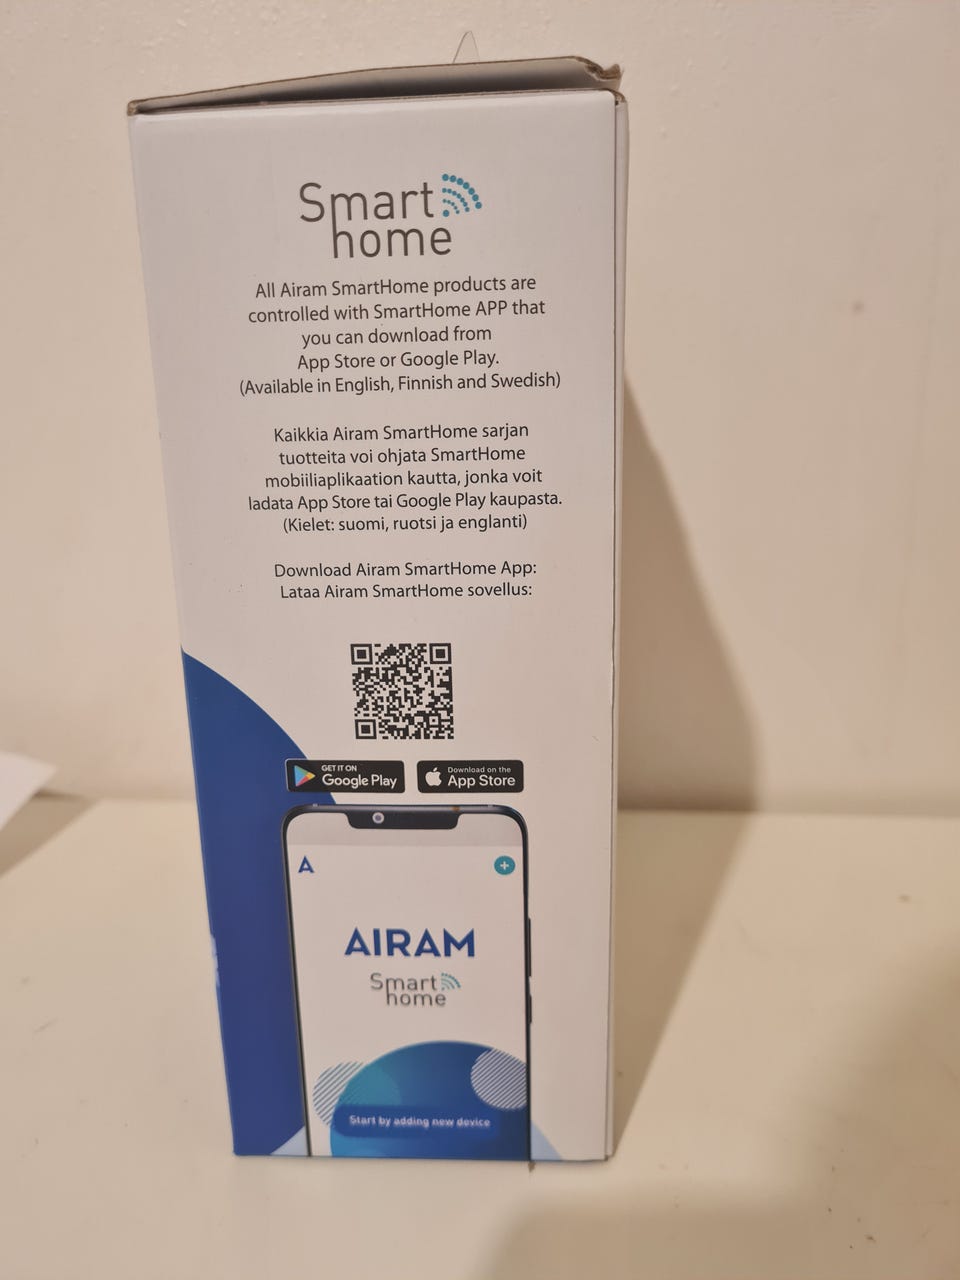 Smart
home
All Airam SmartHome products are
controlled with SmartHome APP that
you can download from
App Store or Google Play.
(Available in English, Finnish and Swedish)
Kaikkia Airam SmartHome sarjan
tuotteita voi ohjata SmartHome
mobiiliaplikaation kautta, jonka voit
ladata App Store tai Google Play kaupasta.
(Kielet: suomi, ruotsi ja englanti)
Download Airam SmartHome App:
Lataa Airam SmartHome sovellus:
GET IT ON
Google Play
Download on the
App Store
A
AIRAM
Smart
home
Start by adding new device